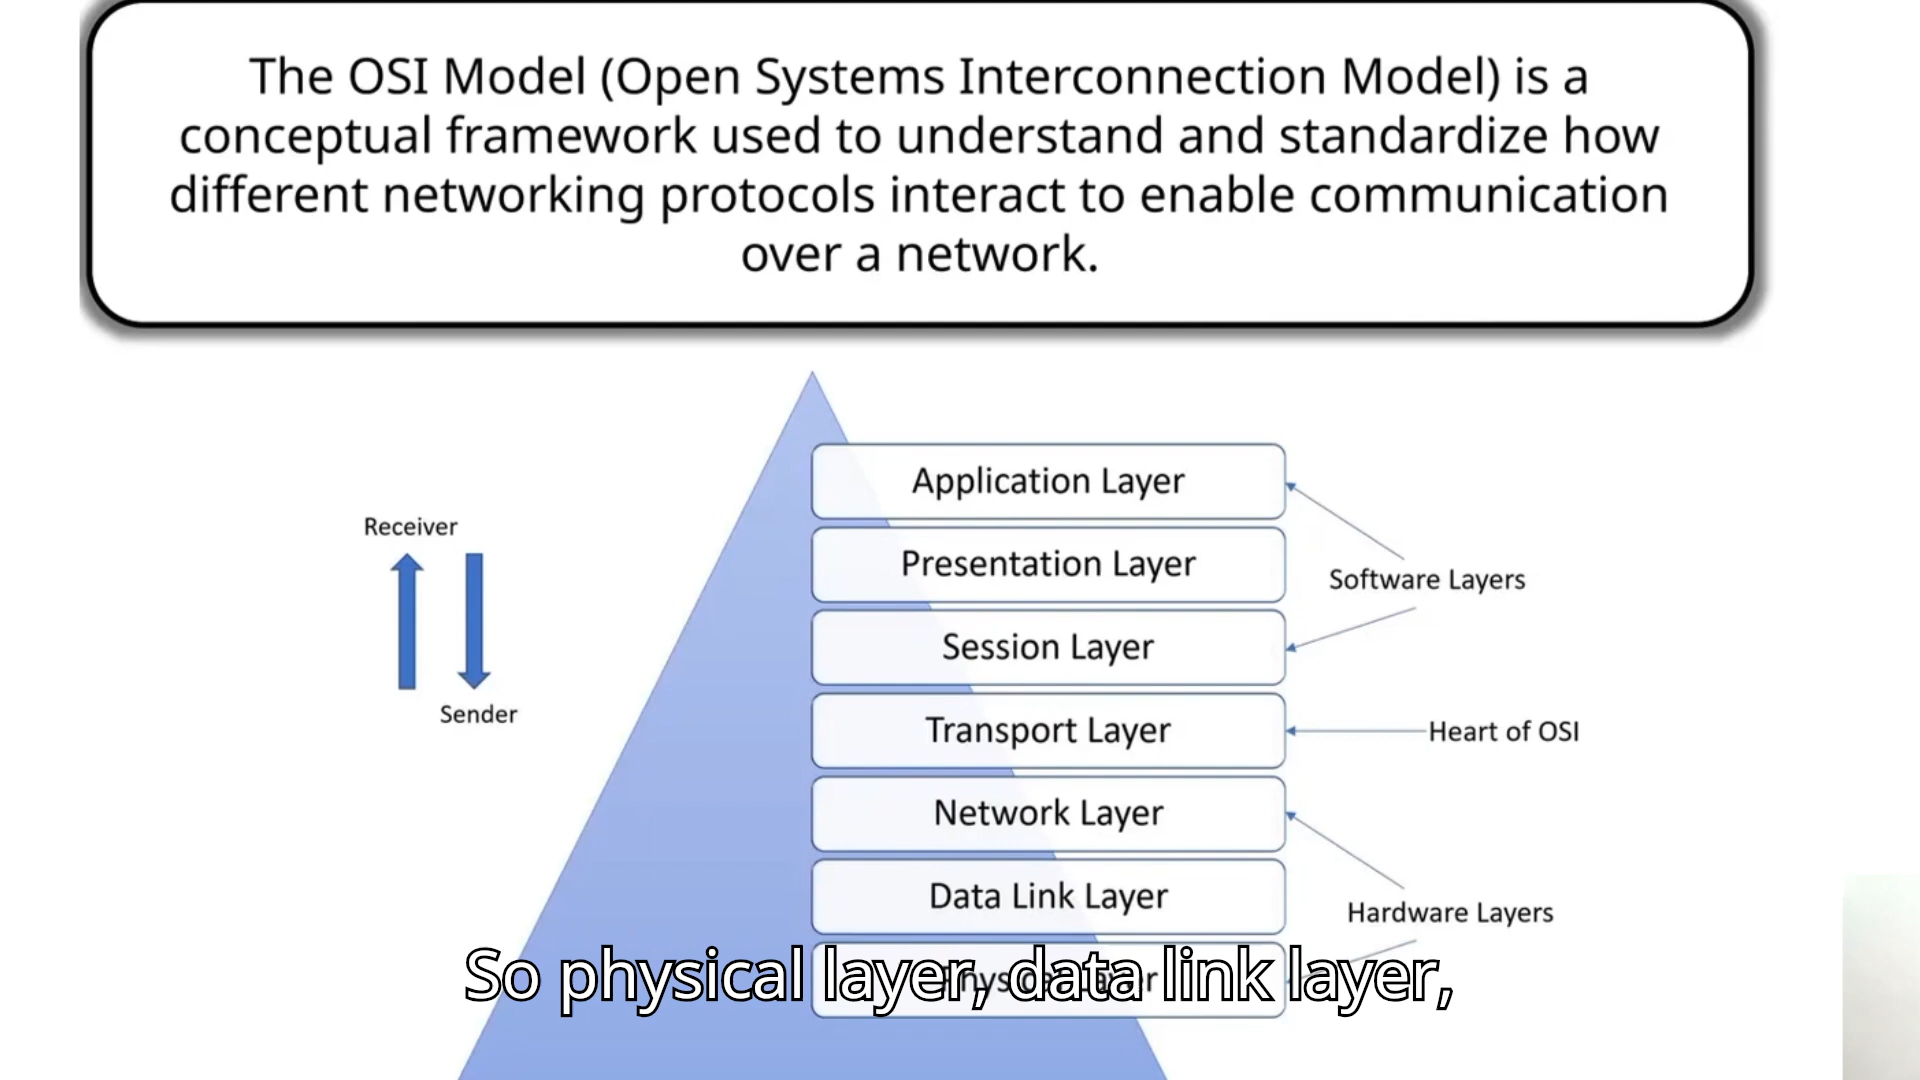 The OSI Model (Open Systems Interconnection Model) is a
conceptual framework used to understand and standardize how
different networking protocols interact to enable communication
over a network.
Application Layer
Presentation Layer
Session Layer
Transport Layer
Network Layer
Data Link Layer
Physical Layer
Receiver
Sender
Software Layers
Heart of OSI
Hardware Layers
So physical layer, data link layer,